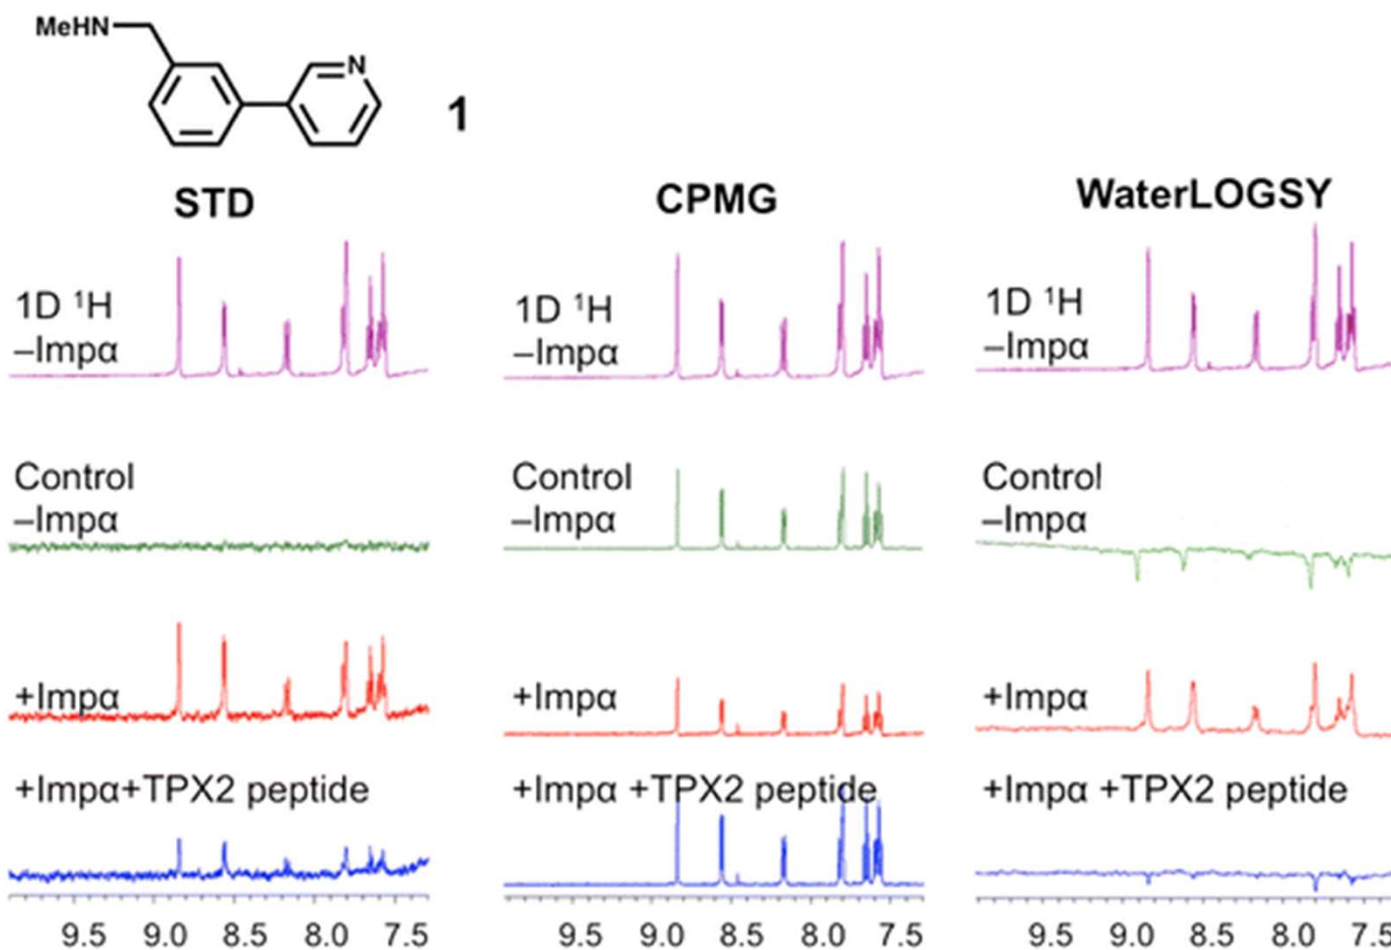 MeHN
N
1
STD
CPMG
WaterLOGSY
1D ¹H
–Impα
1D ¹H
–Impα
1D ¹H
–Impα
Control
–Impα
Control
–Impα
Control
–Impα
+Impα
+Impα
+Impα
+Impα+TPX2 peptide
+Impα +TPX2 peptide
+Impα +TPX2 peptide
9.5 9.0 8.5 8.0 7.5
9.5 9.0 8.5 8.0 7.5
9.5 9.0 8.5 8.0 7.5